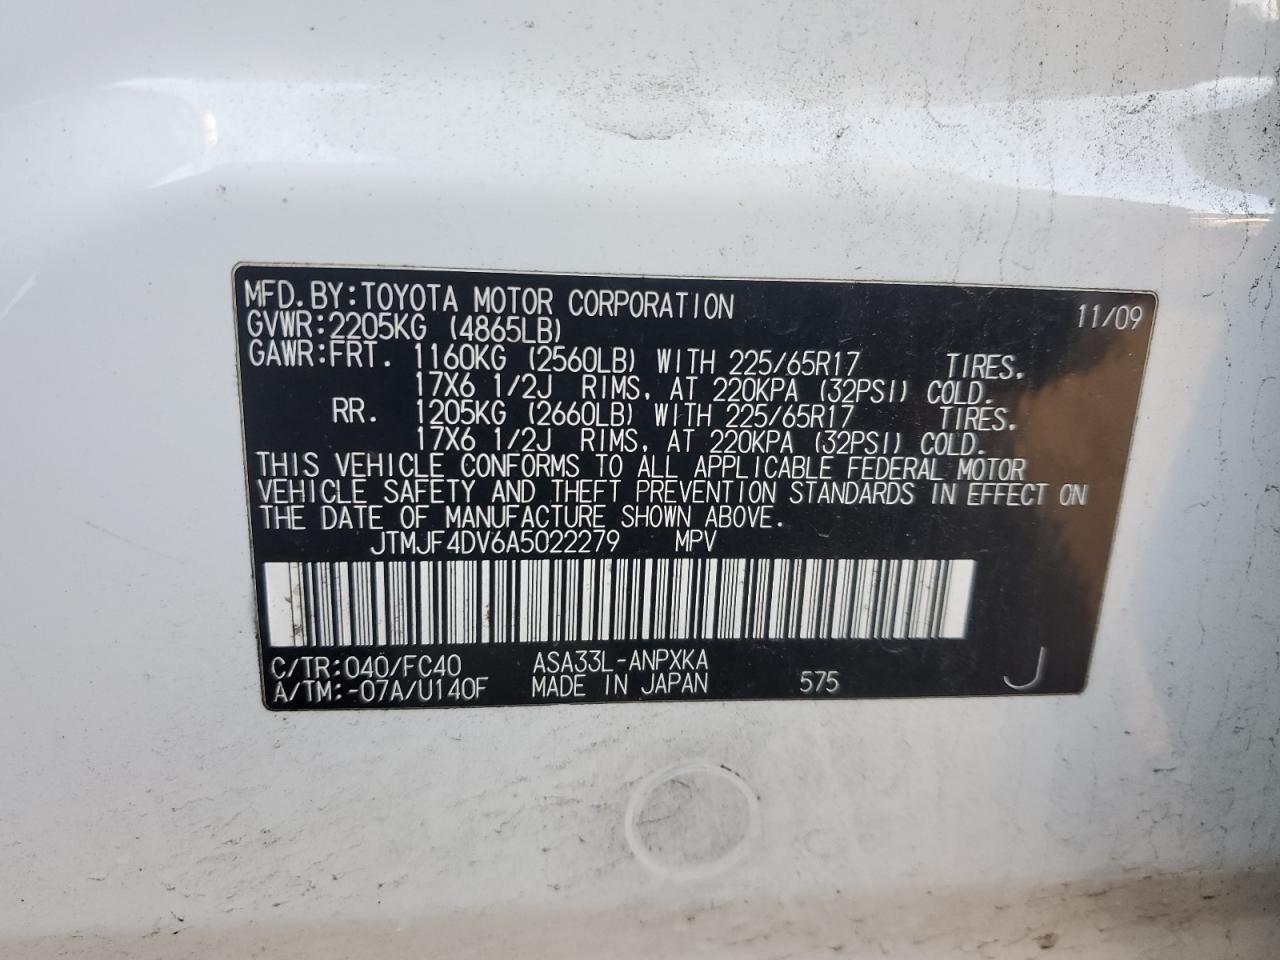 MFD.BY:TOYOTA MOTOR CORPORATION 11/09
GVWR:2205KG (4865LB)
GAWR:FRT. 1160KG (2560LB) WITH 225/65R17 TIRES,
17X6 1/2J RIMS, AT 220KPA (32PSI) COLD.
RR. 1205KG (2660LB) WITH 225/65R17 TIRES,
17X6 1/2J RIMS, AT 220KPA (32PSI) COLD.
THIS VEHICLE CONFORMS TO ALL APPLICABLE FEDERAL MOTOR
VEHICLE SAFETY AND THEFT PREVENTION STANDARDS IN EFFECT ON
THE DATE OF MANUFACTURE SHOWN ABOVE.
JTMJF4DV6A5022279 MPV
C/TR:040/FC40 ASA33L-ANPXKA
A/TM:-07A/U140F MADE IN JAPAN 575 J